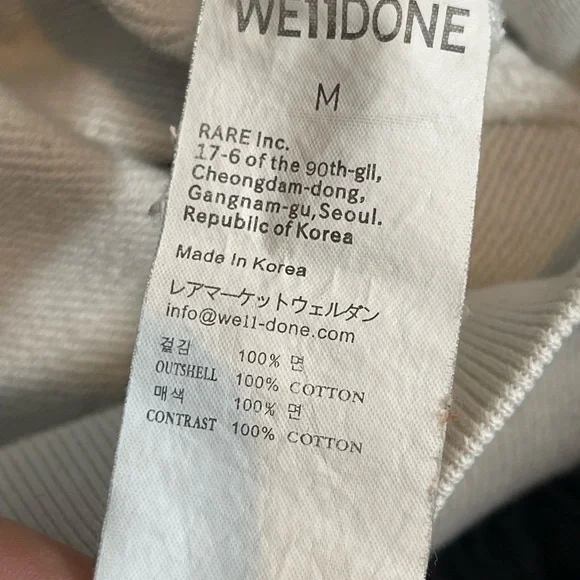 WE11DONE
M
RARE Inc.
17-6 of the 90th-gil,
Cheongdam-dong,
Gangnam-gu,Seoul.
Republic of Korea
Made In Korea
レアマーケットウェルダン
info@we11-done.com
겉감 100% 면
OUTSHELL 100% COTTON
배색 100% 면
CONTRAST 100% COTTON